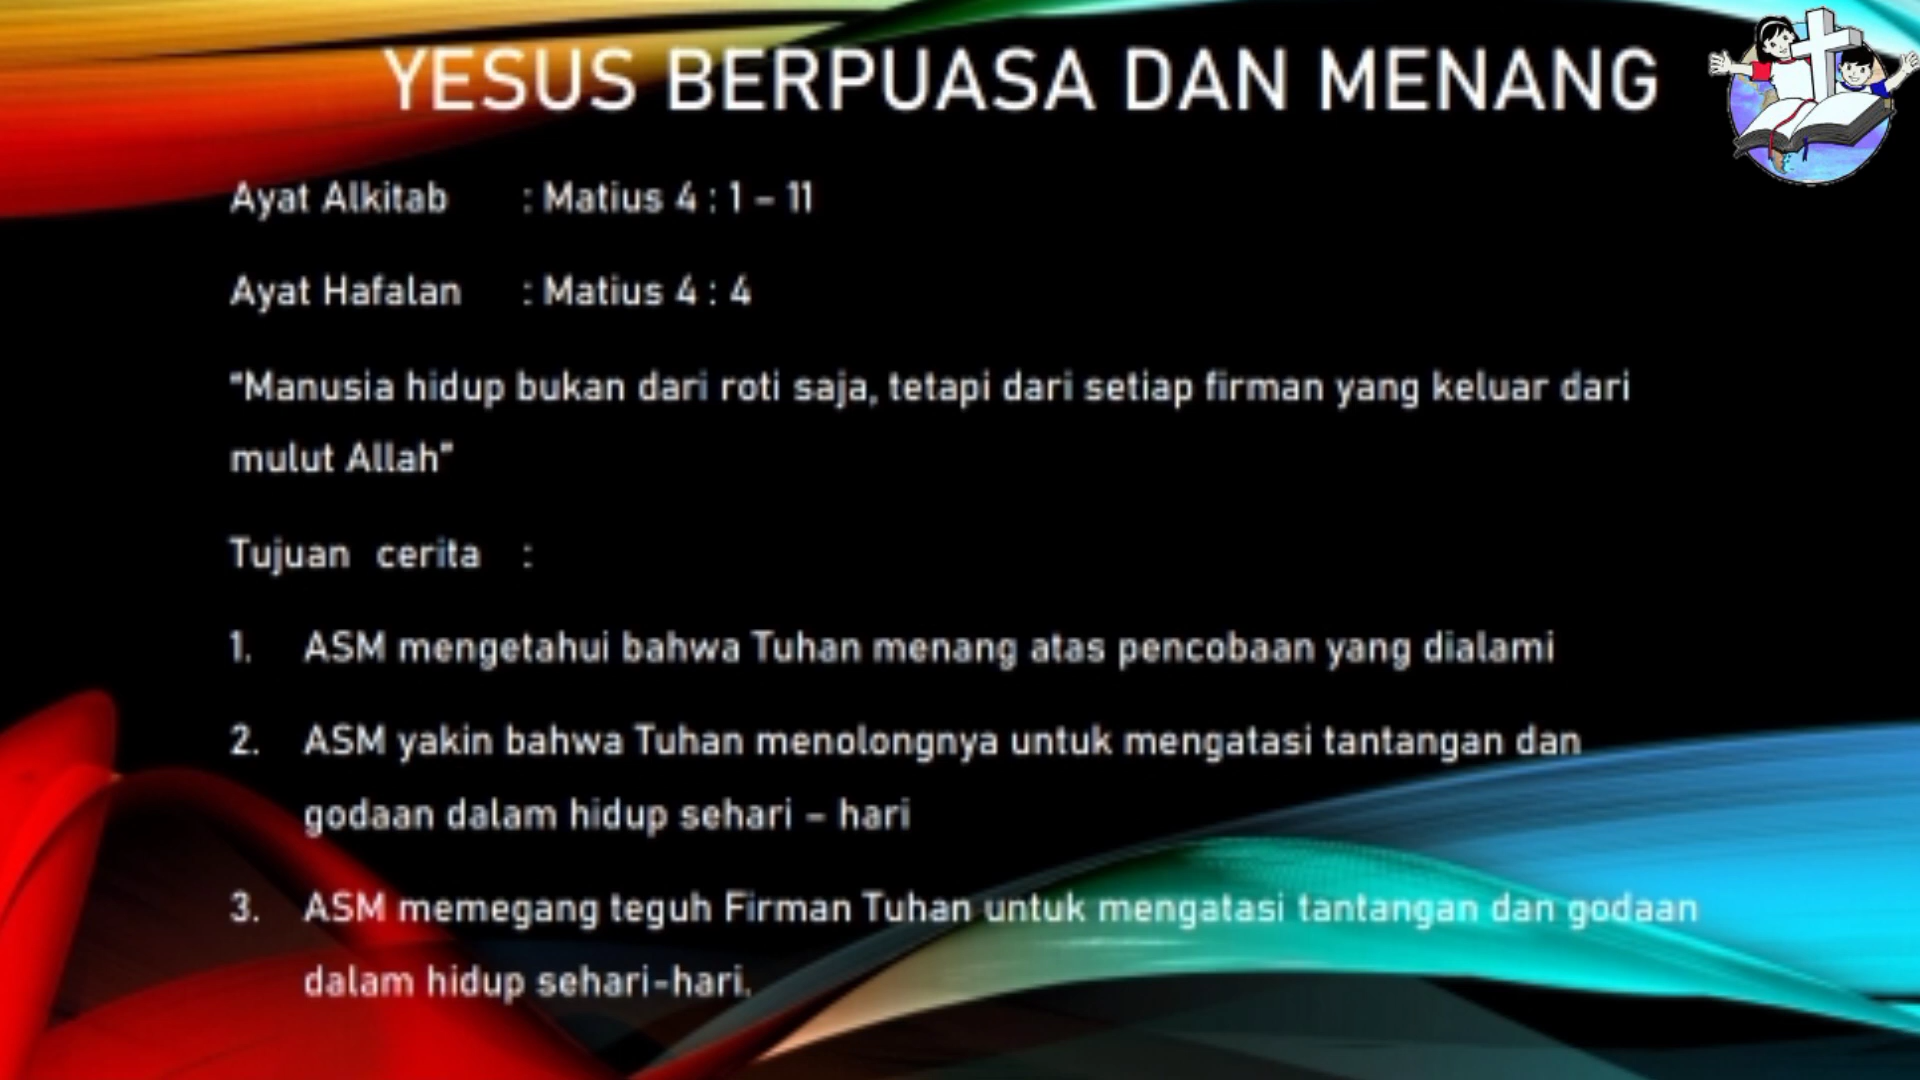 YESUS BERPUASA DAN MENANG
Ayat Alkitab : Matius 4 : 1 – 11
Ayat Hafalan : Matius 4 : 4
"Manusia hidup bukan dari roti saja, tetapi dari setiap firman yang keluar dari
mulut Allah"
Tujuan cerita :
1. ASM mengetahui bahwa Tuhan menang atas pencobaan yang dialami
2. ASM yakin bahwa Tuhan menolongnya untuk mengatasi tantangan dan
godaan dalam hidup sehari – hari
3. ASM memegang teguh Firman Tuhan untuk mengatasi tantangan dan godaan
dalam hidup sehari-hari.